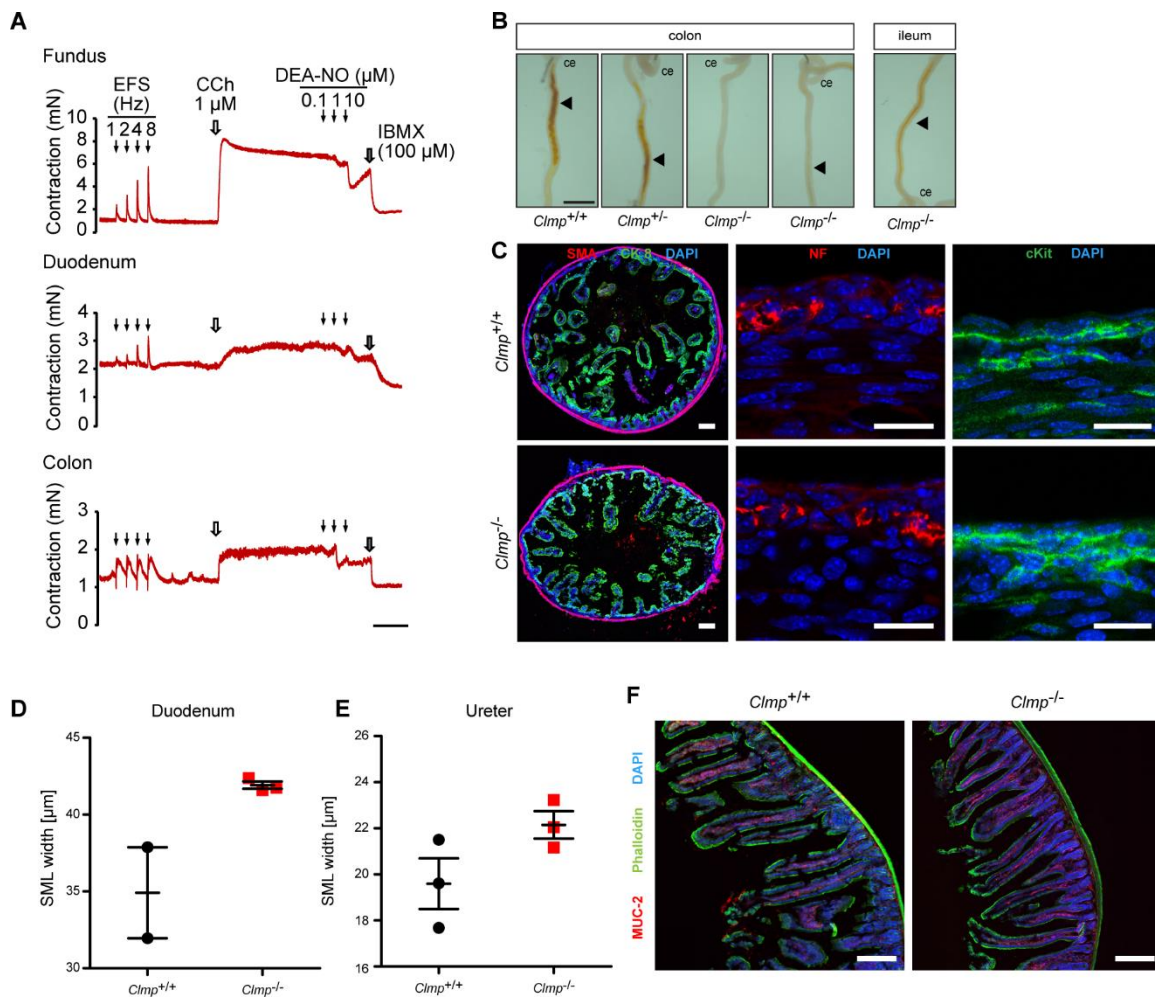 A
Fundus
EFS
(Hz)
1 2 4 8
CCh
1 µM
DEA-NO (µM)
0.1 1 10
IBMX
(100 µM)
Contraction (mN)
10
8
6
4
2
0
Duodenum
Contraction (mN)
4
3
2
1
0
Colon
Contraction (mN)
3
2
1
0
B
colon
ileum
ce
ce
ce
ce
ce
Clmp+/+
Clmp+/-
Clmp-/-
Clmp-/-
Clmp-/-
C
SMA CK 8 DAPI
NF DAPI
cKit DAPI
Clmp+/+
Clmp-/-
D
Duodenum
SML width [µm]
45
40
35
30
Clmp+/+
Clmp-/-
E
Ureter
SML width [µm]
26
24
22
20
18
16
Clmp+/+
Clmp-/-
F
Clmp+/+
Clmp-/-
MUC-2 Phalloidin DAPI